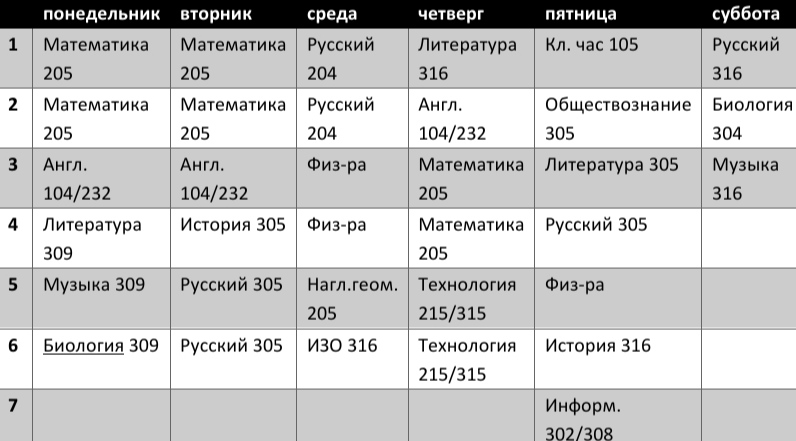 понедельник вторник среда четверг пятница суббота
1 Математика Математика Русский Литература Кл. час 105 Русский
205 205 204 316 316
2 Математика Математика Русский Англ. Обществознание Биология
205 205 204 104/232 305 304
3 Англ. Англ. Физ-ра Математика Литература 305 Музыка
104/232 104/232 205 316
4 Литература История 305 Физ-ра Математика Русский 305
309 205
5 Музыка 309 Русский 305 Нагл.геом. Технология Физ-ра
205 215/315
6 Биология 309 Русский 305 ИЗО 316 Технология История 316
215/315
7 Информ.
302/308